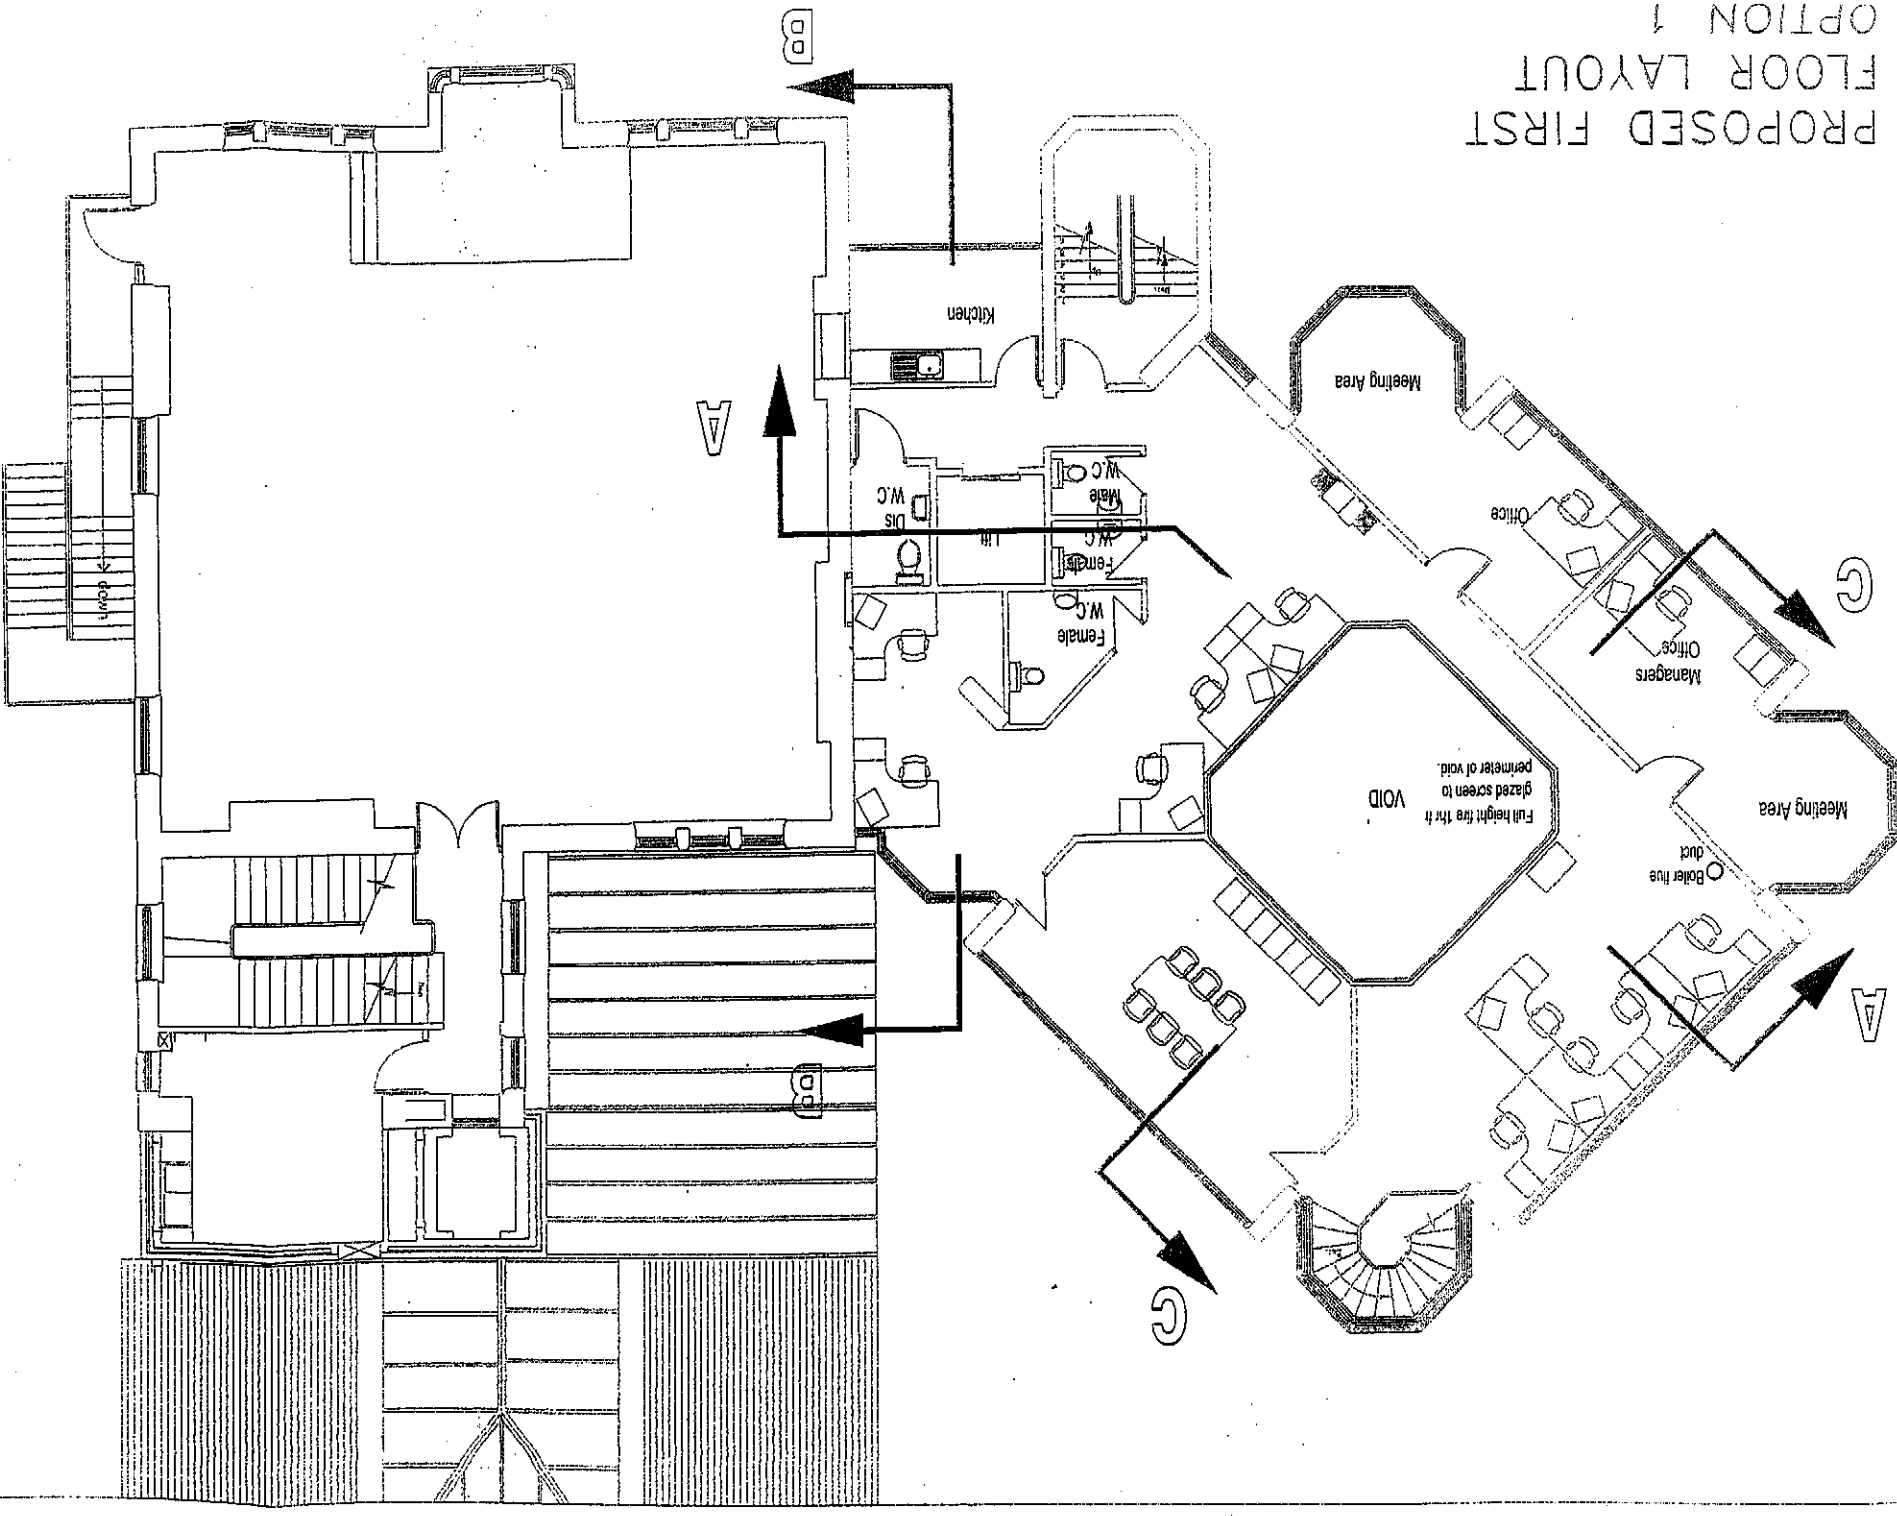 PROPOSED FIRST
FLOOR LAYOUT
OPTION 1
C
B
A
Boiler flue
duct
Meeting Area
VOID
Full height fire 1hr fr
glazed screen to
perimeter of void.
Managers
Office
C
Female
W.C
Female
W.C
Lift
Dis
W.C
Male
W.C
Office
down
A
Meeting Area
Kitchen
B